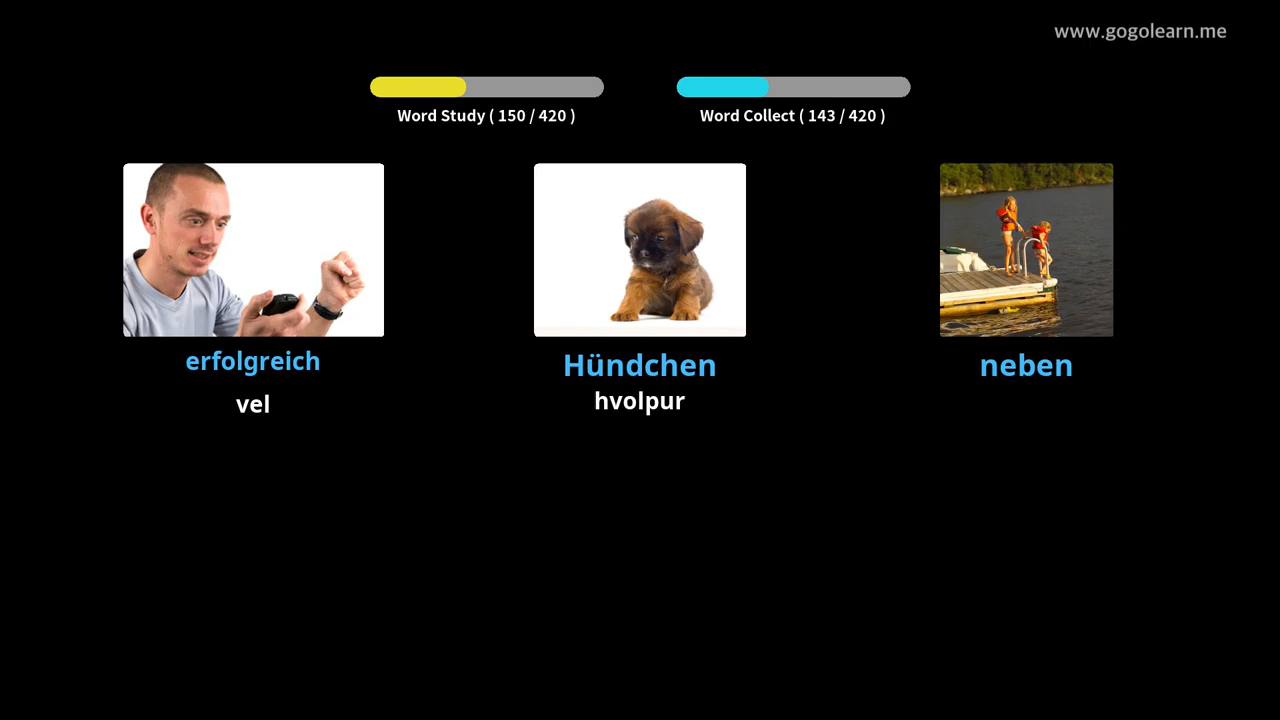 www.gogolearn.me
Word Study ( 150 / 420 )
Word Collect ( 143 / 420 )
erfolgreich
vel
Hündchen
hvolpur
neben